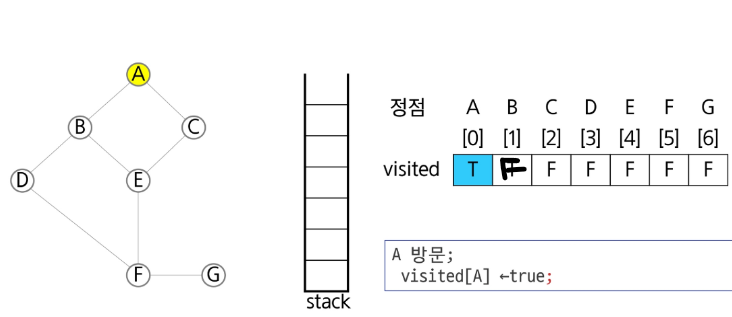 A
B
C
D
E
F
G
stack
정점 A B C D E F G
[0] [1] [2] [3] [4] [5] [6]
visited T F F F F F F
A 방문;
visited[A] ←true;